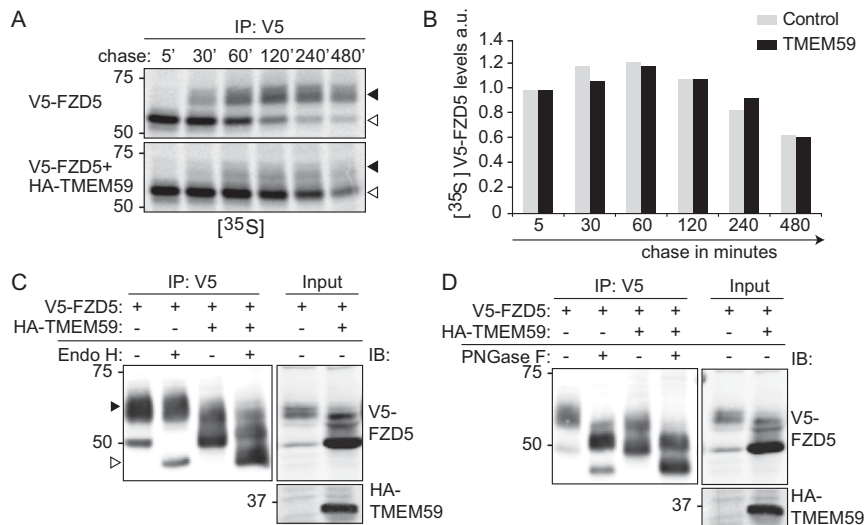 A
IP: V5
chase: 5' 30' 60' 120' 240' 480'
75
V5-FZD5
50
75
V5-FZD5+
HA-TMEM59
50
[35S]
B
Control
TMEM59
[35S] V5-FZD5 levels a.u.
1.4
1.2
1.0
0.8
0.6
0.4
0.2
0
5 30 60 120 240 480
chase in minutes
C
IP: V5 Input
V5-FZD5: + + + + + +
HA-TMEM59: - - + + - +
Endo H: - + - + - - IB:
75
50
V5-
FZD5
37
HA-
TMEM59
D
IP: V5 Input
V5-FZD5: + + + + + +
HA-TMEM59: - - + + - +
PNGase F: - + - + - - IB:
75
50
V5-
FZD5
37
HA-
TMEM59